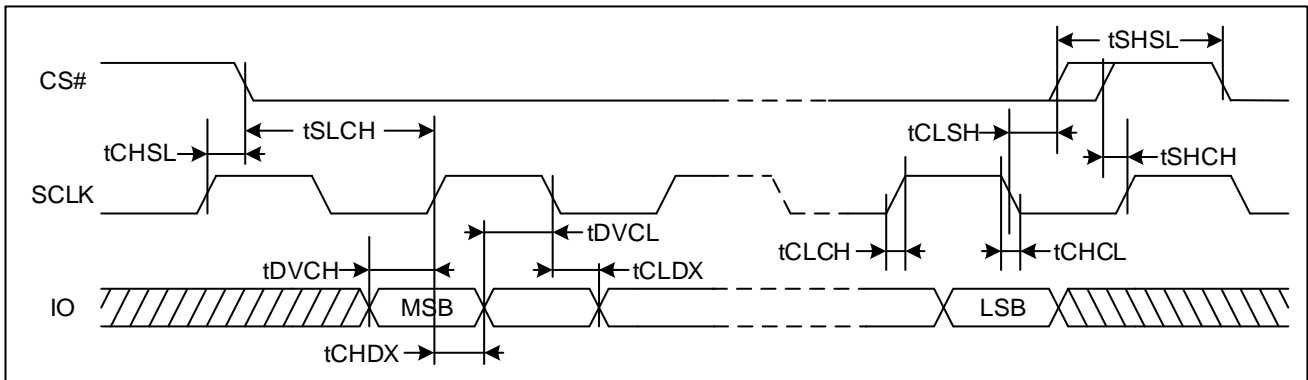 tSHSL
CS#
tSLCH
tCLSH
tCHSL
tSHCH
SCLK
tDVCL
tCLCH
tCHCL
tDVCH
tCLDX
IO
MSB
LSB
tCHDX